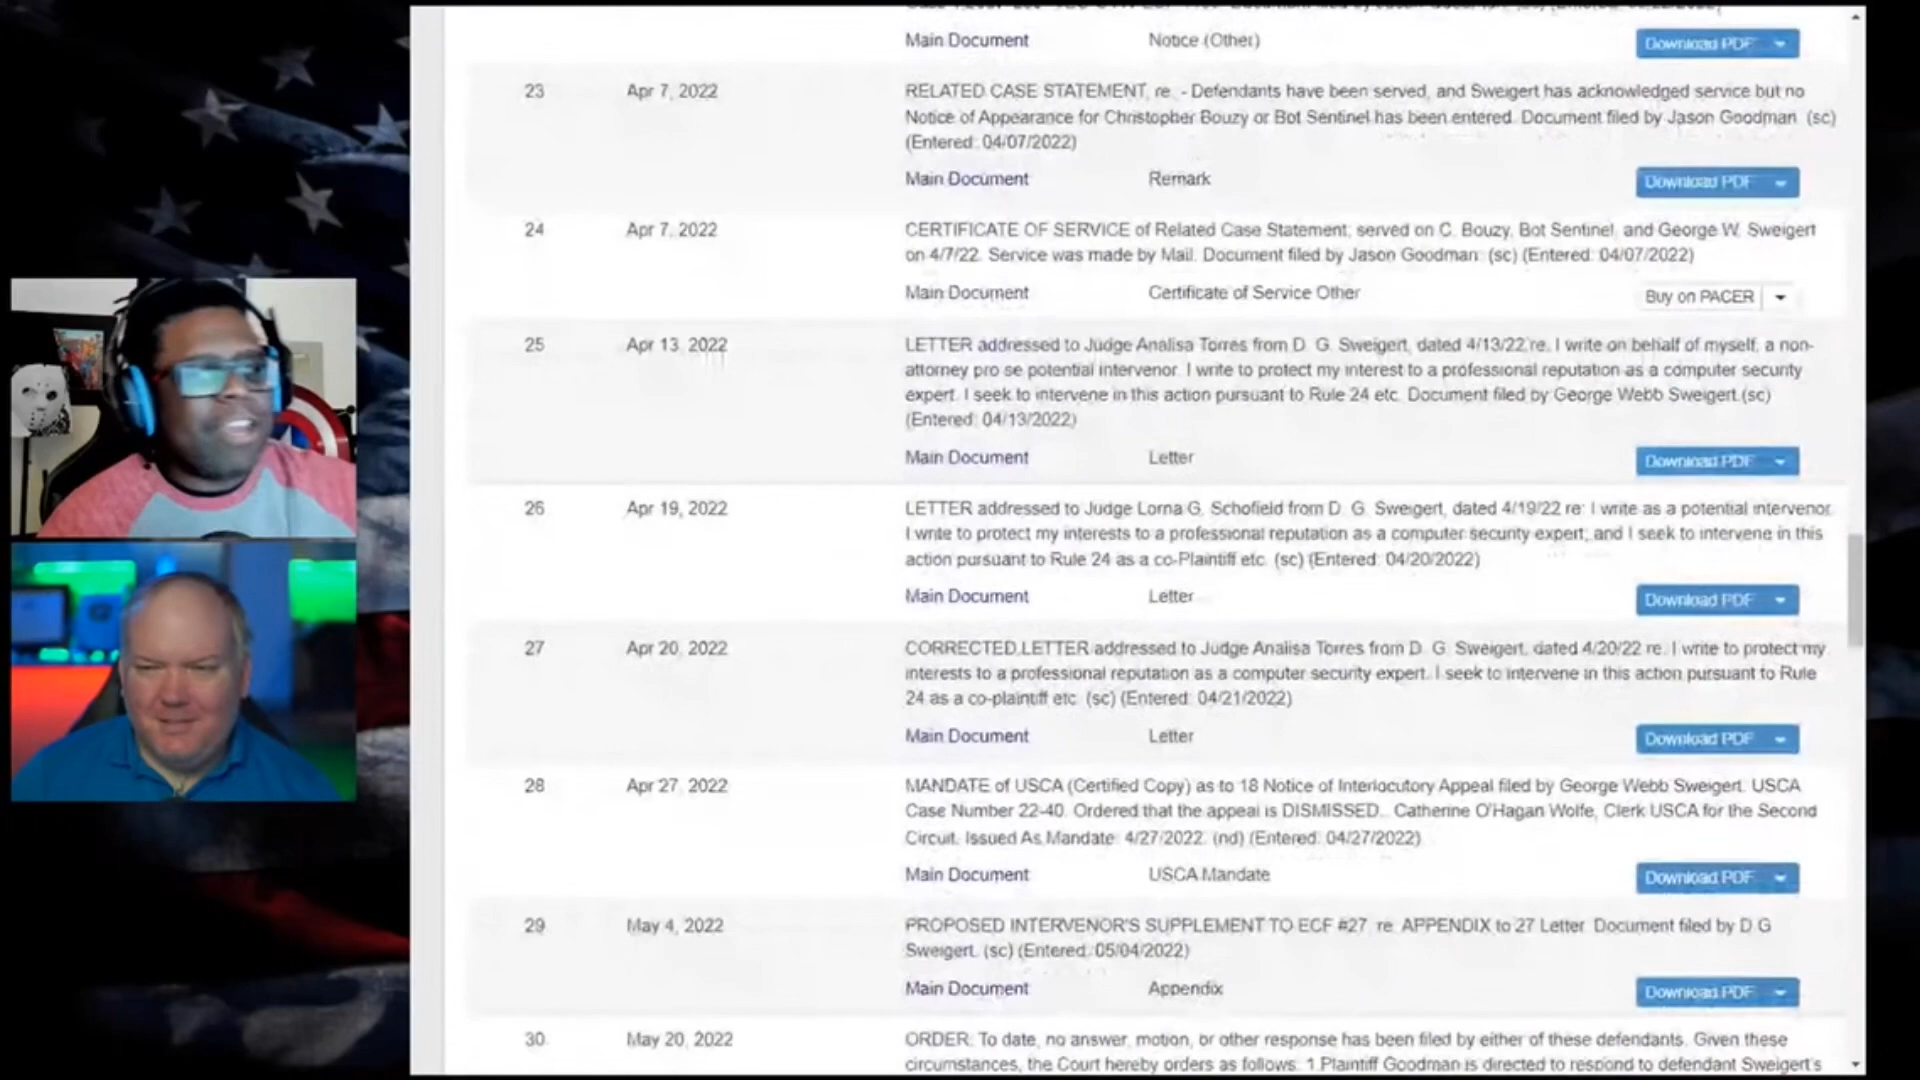 Main Document Notice (Other) Download PDF
23 Apr 7, 2022 RELATED CASE STATEMENT. re: - Defendants have been served, and Sweigert has acknowledged service but no
Notice of Appearance for Christopher Bouzy or Bot Sentinel has been entered. Document filed by Jason Goodman. (sc)
(Entered: 04/07/2022)
Main Document Remark Download PDF
24 Apr 7, 2022 CERTIFICATE OF SERVICE of Related Case Statement, served on C. Bouzy, Bot Sentinel, and George W. Sweigert
on 4/7/22. Service was made by Mail. Document filed by Jason Goodman. (sc) (Entered: 04/07/2022)
Main Document Certificate of Service Other Buy on PACER
25 Apr 13, 2022 LETTER addressed to Judge Analisa Torres from D. G. Sweigert, dated 4/13/22 re: I write on behalf of myself, a non-
attorney pro se potential intervenor. I write to protect my interest to a professional reputation as a computer security
expert. I seek to intervene in this action pursuant to Rule 24 etc. Document filed by George Webb Sweigert.(sc)
(Entered: 04/13/2022)
Main Document Letter Download PDF
26 Apr 19, 2022 LETTER addressed to Judge Lorna G. Schofield from D. G. Sweigert, dated 4/19/22 re: I write as a potential intervenor.
I write to protect my interests to a professional reputation as a computer security expert; and I seek to intervene in this
action pursuant to Rule 24 as a co-Plaintiff etc. (sc) (Entered: 04/20/2022)
Main Document Letter Download PDF
27 Apr 20, 2022 CORRECTED LETTER addressed to Judge Analisa Torres from D. G. Sweigert, dated 4/20/22 re: I write to protect my
interests to a professional reputation as a computer security expert. I seek to intervene in this action pursuant to Rule
24 as a co-plaintiff etc. (sc) (Entered: 04/21/2022)
Main Document Letter Download PDF
28 Apr 27, 2022 MANDATE of USCA (Certified Copy) as to 18 Notice of Interlocutory Appeal filed by George Webb Sweigert. USCA
Case Number 22-40. Ordered that the appeal is DISMISSED.. Catherine O'Hagan Wolfe, Clerk USCA for the Second
Circuit. Issued As Mandate: 4/27/2022. (nd) (Entered: 04/27/2022)
Main Document USCA Mandate Download PDF
29 May 4, 2022 PROPOSED INTERVENOR'S SUPPLEMENT TO ECF #27. re: APPENDIX to 27 Letter. Document filed by D G
Sweigert. (sc) (Entered: 05/04/2022)
Main Document Appendix Download PDF
30 May 20, 2022 ORDER: To date, no answer, motion, or other response has been filed by either of these defendants. Given these
circumstances, the Court hereby orders as follows: 1.Plaintiff Goodman is directed to respond to defendant Sweigert's